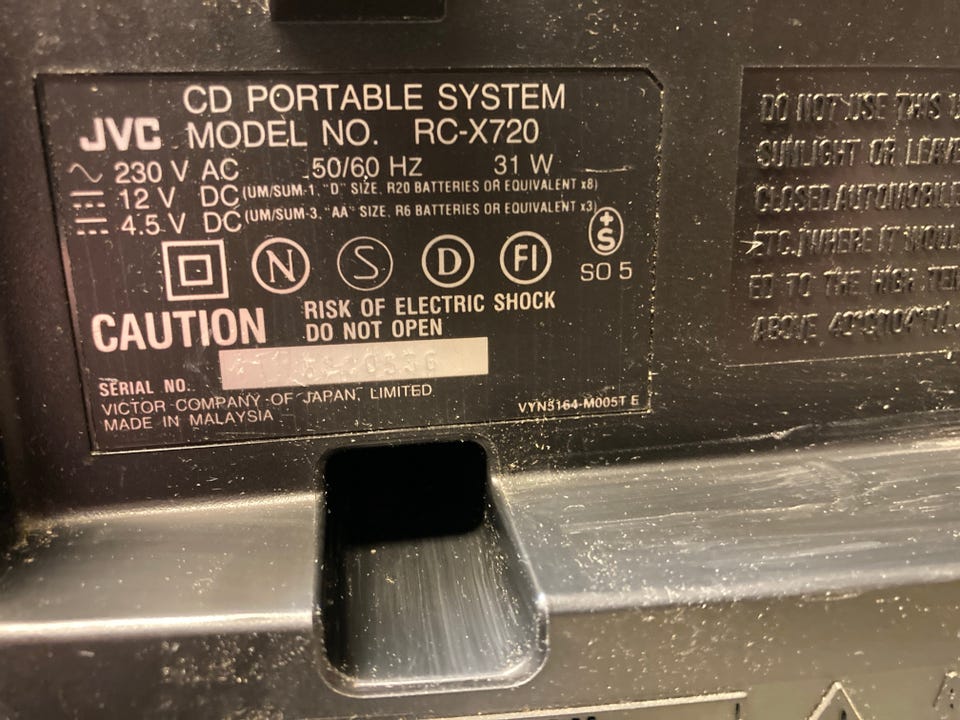 CD PORTABLE SYSTEM
JVC MODEL NO. RC-X720
230 V AC 50/60 HZ 31 W
12 V DC (UM/SUM-1, "D" SIZE, R20 BATTERIES OR EQUIVALENT x8)
4.5 V DC (UM/SUM-3, "AA" SIZE, R6 BATTERIES OR EQUIVALENT x3)
N S D FI +S
SO 5
CAUTION RISK OF ELECTRIC SHOCK
DO NOT OPEN
SERIAL NO.
VICTOR COMPANY OF JAPAN, LIMITED
MADE IN MALAYSIA
VYN5164-M005T E
DO NOT USE THIS
SUNLIGHT OR LEAVE
CLOSED AUTOMOBILE
ETC. (WHERE IT WOUL
ED TO THE HIGH TEM
ABOVE